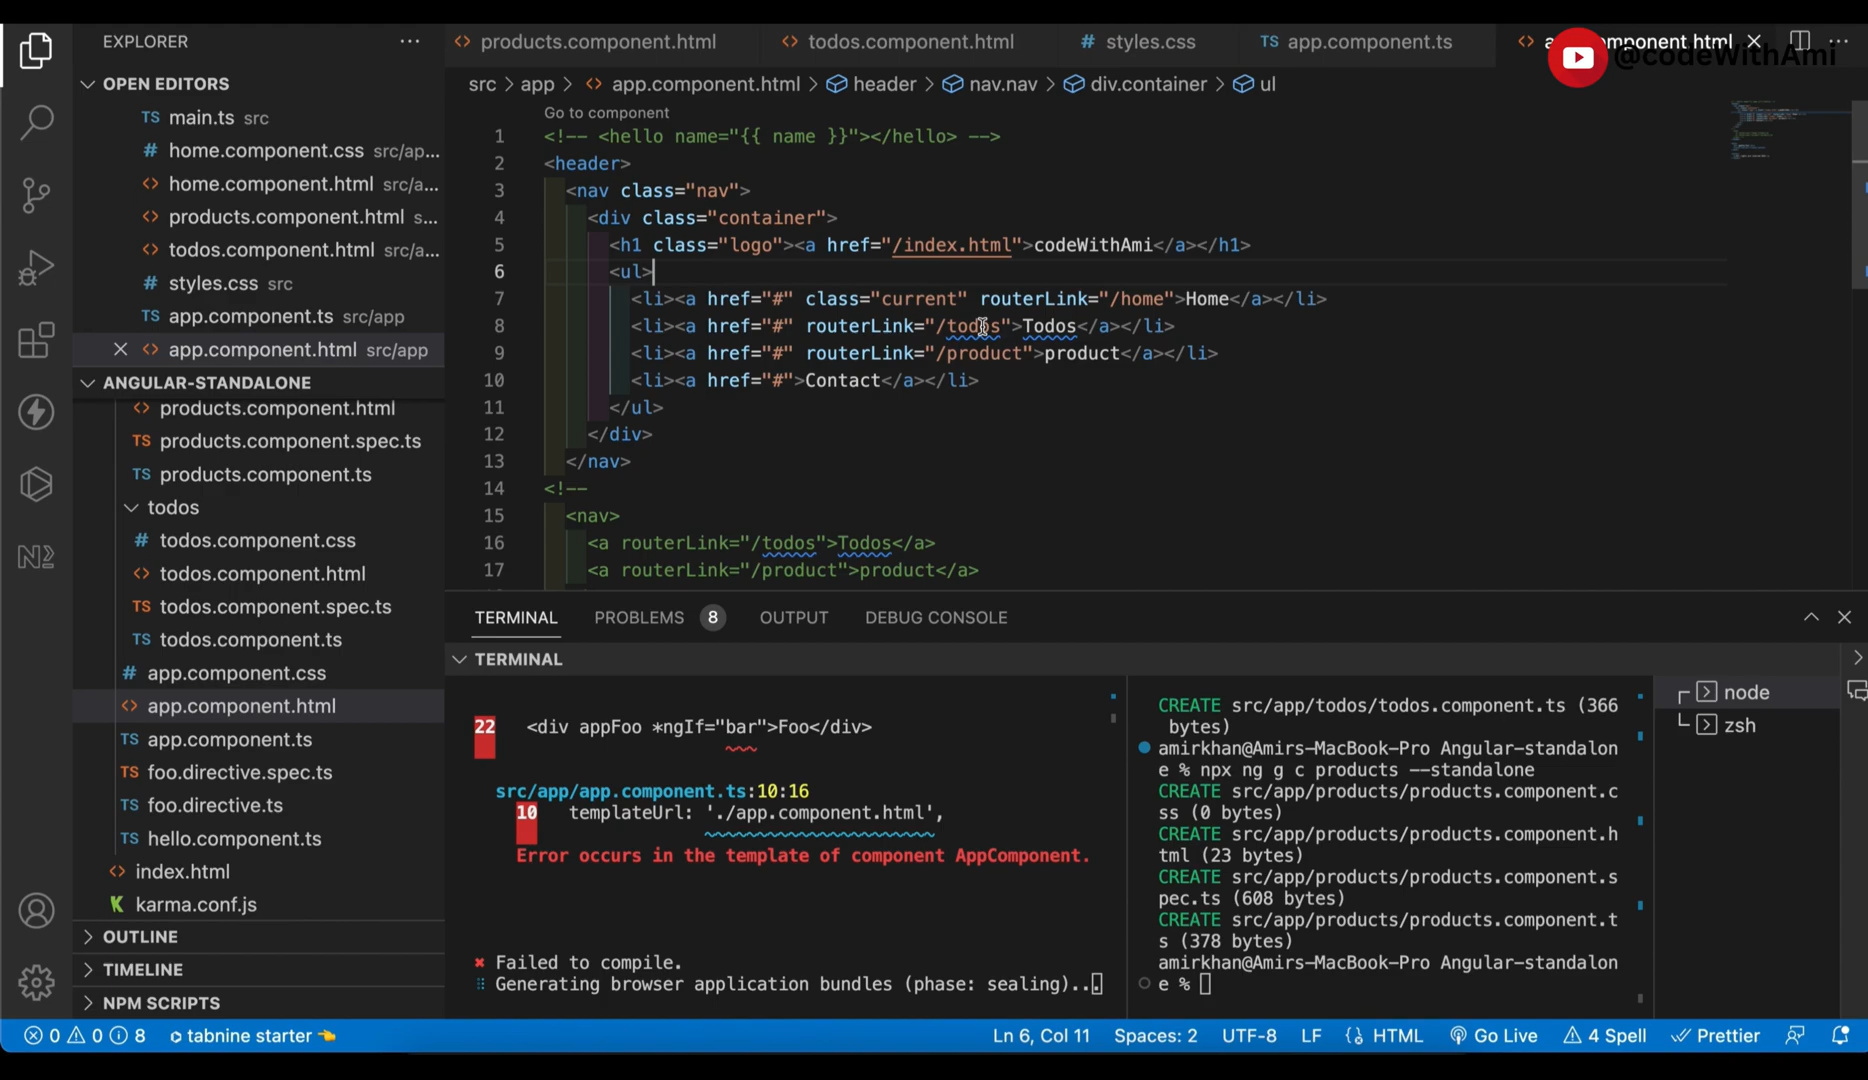 EXPLORER
OPEN EDITORS
TS main.ts src
# home.component.css src/ap...
<> home.component.html src/a...
<> products.component.html s...
<> todos.component.html src/a...
# styles.css src
TS app.component.ts src/app
<> app.component.html src/app
ANGULAR-STANDALONE
<> products.component.html
TS products.component.spec.ts
TS products.component.ts
todos
# todos.component.css
<> todos.component.html
TS todos.component.spec.ts
TS todos.component.ts
# app.component.css
<> app.component.html
TS app.component.ts
TS foo.directive.spec.ts
TS foo.directive.ts
TS hello.component.ts
<> index.html
karma.conf.js
OUTLINE
TIMELINE
NPM SCRIPTS
<> products.component.html
<> todos.component.html
# styles.css
TS app.component.ts
@codeWithAmi
src > app > <> app.component.html > header > nav.nav > div.container > ul
Go to component
1 <!-- <hello name="{{ name }}"></hello> -->
2 <header>
3 <nav class="nav">
4 <div class="container">
5 <h1 class="logo"><a href="/index.html">codeWithAmi</a></h1>
6 <ul>
7 <li><a href="#" class="current" routerLink="/home">Home</a></li>
8 <li><a href="#" routerLink="/todos">Todos</a></li>
9 <li><a href="#" routerLink="/product">product</a></li>
10 <li><a href="#">Contact</a></li>
11 </ul>
12 </div>
13 </nav>
14 <!--
15 <nav>
16 <a routerLink="/todos">Todos</a>
17 <a routerLink="/product">product</a>
TERMINAL PROBLEMS 8 OUTPUT DEBUG CONSOLE
TERMINAL
22 <div appFoo *ngIf="bar">Foo</div>
src/app/app.component.ts:10:16
10 templateUrl: './app.component.html',
Error occurs in the template of component AppComponent.
✖ Failed to compile.
Generating browser application bundles (phase: sealing)...
CREATE src/app/todos/todos.component.ts (366
bytes)
amirkhan@Amirs-MacBook-Pro Angular-standalon
e % npx ng g c products --standalone
CREATE src/app/products/products.component.c
ss (0 bytes)
CREATE src/app/products/products.component.h
tml (23 bytes)
CREATE src/app/products/products.component.s
pec.ts (608 bytes)
CREATE src/app/products/products.component.t
s (378 bytes)
amirkhan@Amirs-MacBook-Pro Angular-standalon
e %
node
zsh
0 0 8 tabnine starter Ln 6, Col 11 Spaces: 2 UTF-8 LF HTML Go Live 4 Spell Prettier